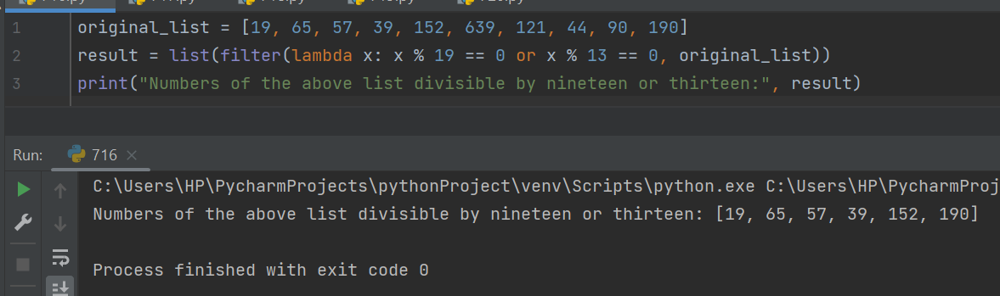 1 original_list = [19, 65, 57, 39, 152, 639, 121, 44, 90, 190]
2 result = list(filter(lambda x: x % 19 == 0 or x % 13 == 0, original_list))
3 print("Numbers of the above list divisible by nineteen or thirteen:", result)
Run: 716
C:\Users\HP\PycharmProjects\pythonProject\venv\Scripts\python.exe C:\Users\HP\PycharmProj
Numbers of the above list divisible by nineteen or thirteen: [19, 65, 57, 39, 152, 190]
Process finished with exit code 0